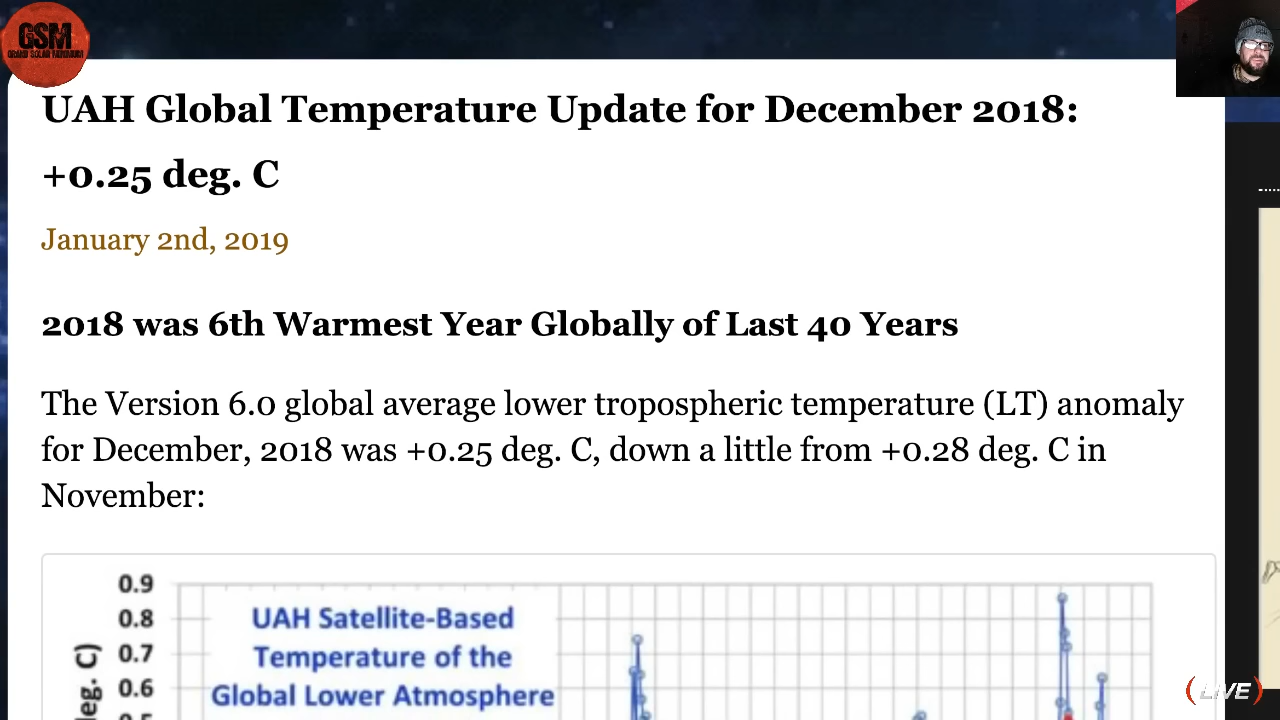 GSM
GRAND SOLAR MINIMUM
UAH Global Temperature Update for December 2018:
+0.25 deg. C
January 2nd, 2019
2018 was 6th Warmest Year Globally of Last 40 Years
The Version 6.0 global average lower tropospheric temperature (LT) anomaly
for December, 2018 was +0.25 deg. C, down a little from +0.28 deg. C in
November:
0.9
0.8
0.7
0.6
UAH Satellite-Based
Temperature of the
Global Lower Atmosphere
(LIVE)